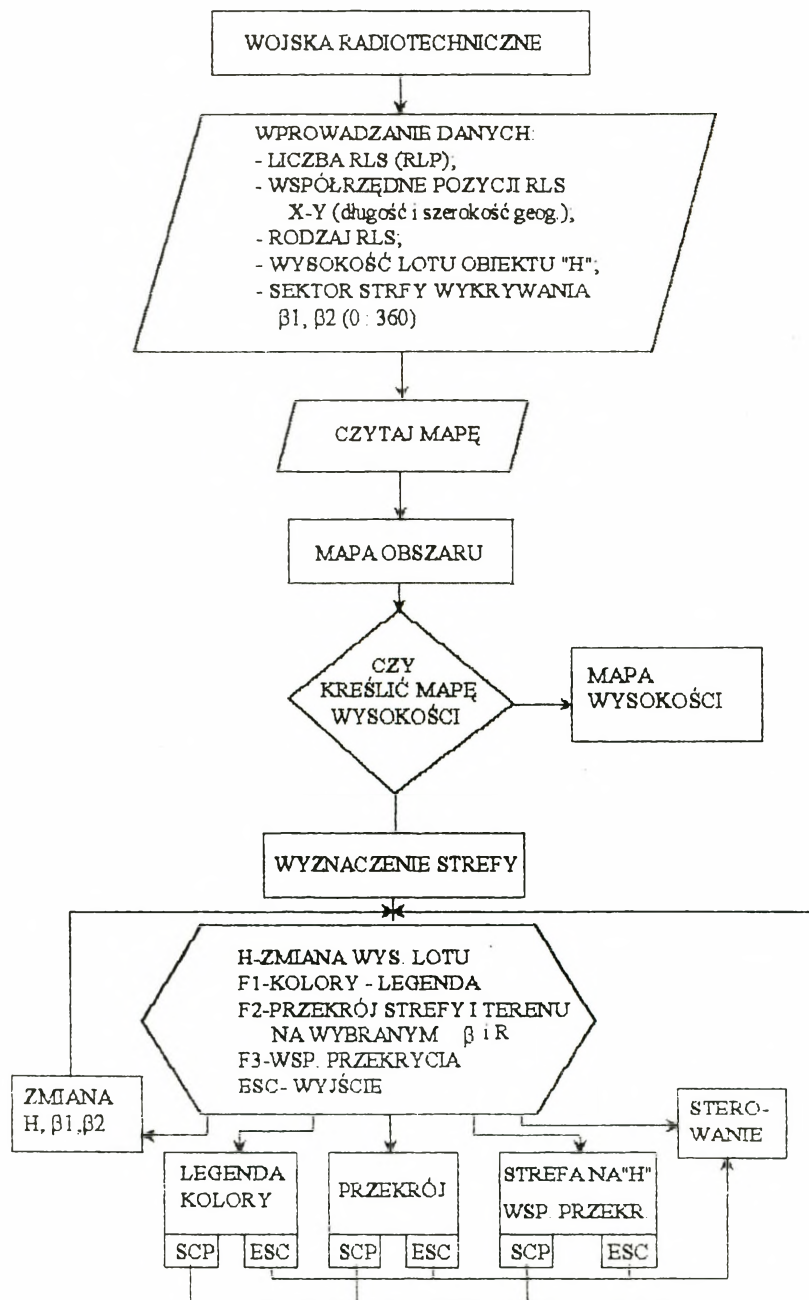 WOJSKA RADIOTECHNICZNE
WPROWADZANIE DANYCH:
- LICZBA RLS (RLP);
- WSPÓŁRZĘDNE POZYCJI RLS
X-Y (długość i szerokość geog.);
- RODZAJ RLS;
- WYSOKOŚĆ LOTU OBIEKTU "H";
- SEKTOR STRFY WYKRYWANIA
β1, β2 (0 : 360)
CZYTAJ MAPĘ
MAPA OBSZARU
CZY
KREŚLIĆ MAPĘ
WYSOKOŚCI
MAPA
WYSOKOŚCI
WYZNACZENIE STREFY
H-ZMIANA WYS. LOTU
F1-KOLORY - LEGENDA
F2-PRZEKRÓJ STREFY I TERENU
NA WYBRANYM β i R
F3-WSP. PRZEKRYCIA
ESC- WYJŚCIE
ZMIANA
H, β1,β2
STERO-
WANIE
LEGENDA
KOLORY
SCP
ESC
PRZEKRÓJ
SCP
ESC
STREFA NA "H"
WSP. PRZEKR.
SCP
ESC